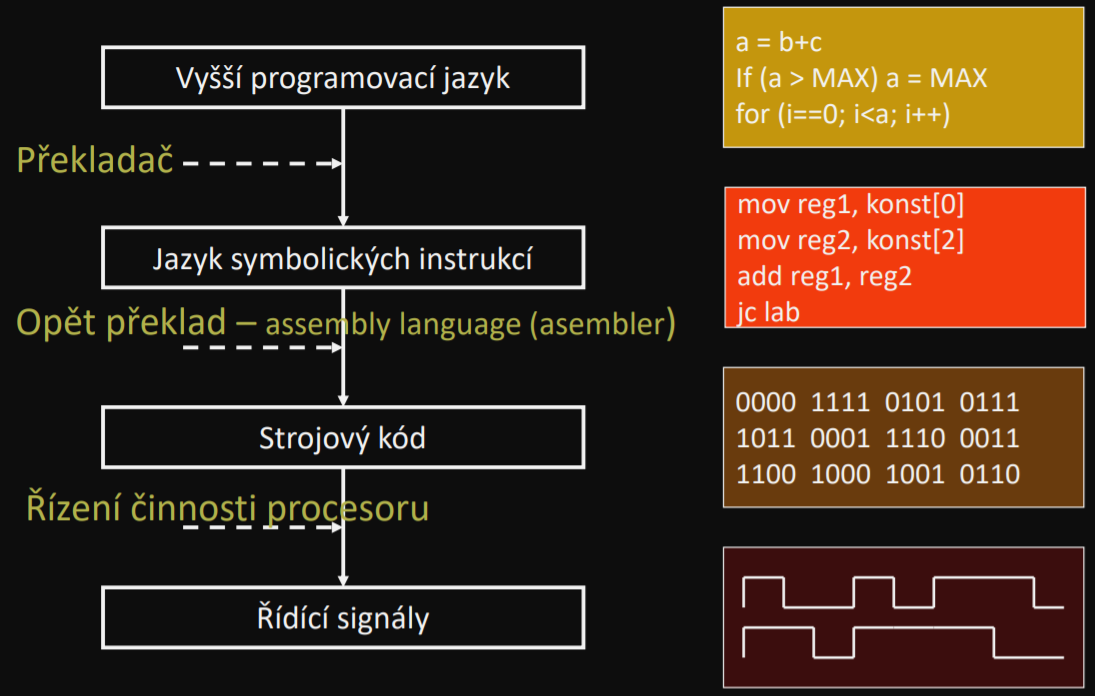 Vyšší programovací jazyk
Překladač
Jazyk symbolických instrukcí
Opět překlad – assembly language (asembler)
Strojový kód
Řízení činnosti procesoru
Řídící signály
a = b+c
If (a > MAX) a = MAX
for (i==0; i<a; i++)
mov reg1, konst[0]
mov reg2, konst[2]
add reg1, reg2
jc lab
0000 1111 0101 0111
1011 0001 1110 0011
1100 1000 1001 0110